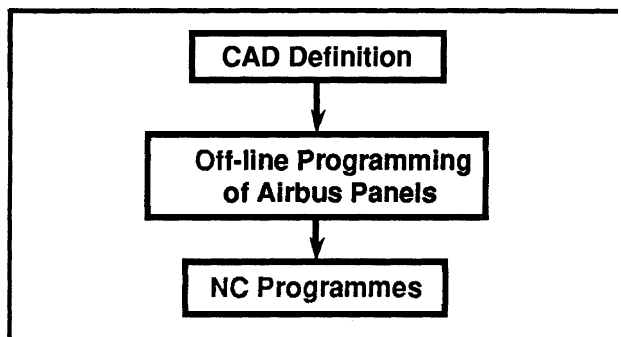 CAD Definition
Off-line Programming
of Airbus Panels
NC Programmes